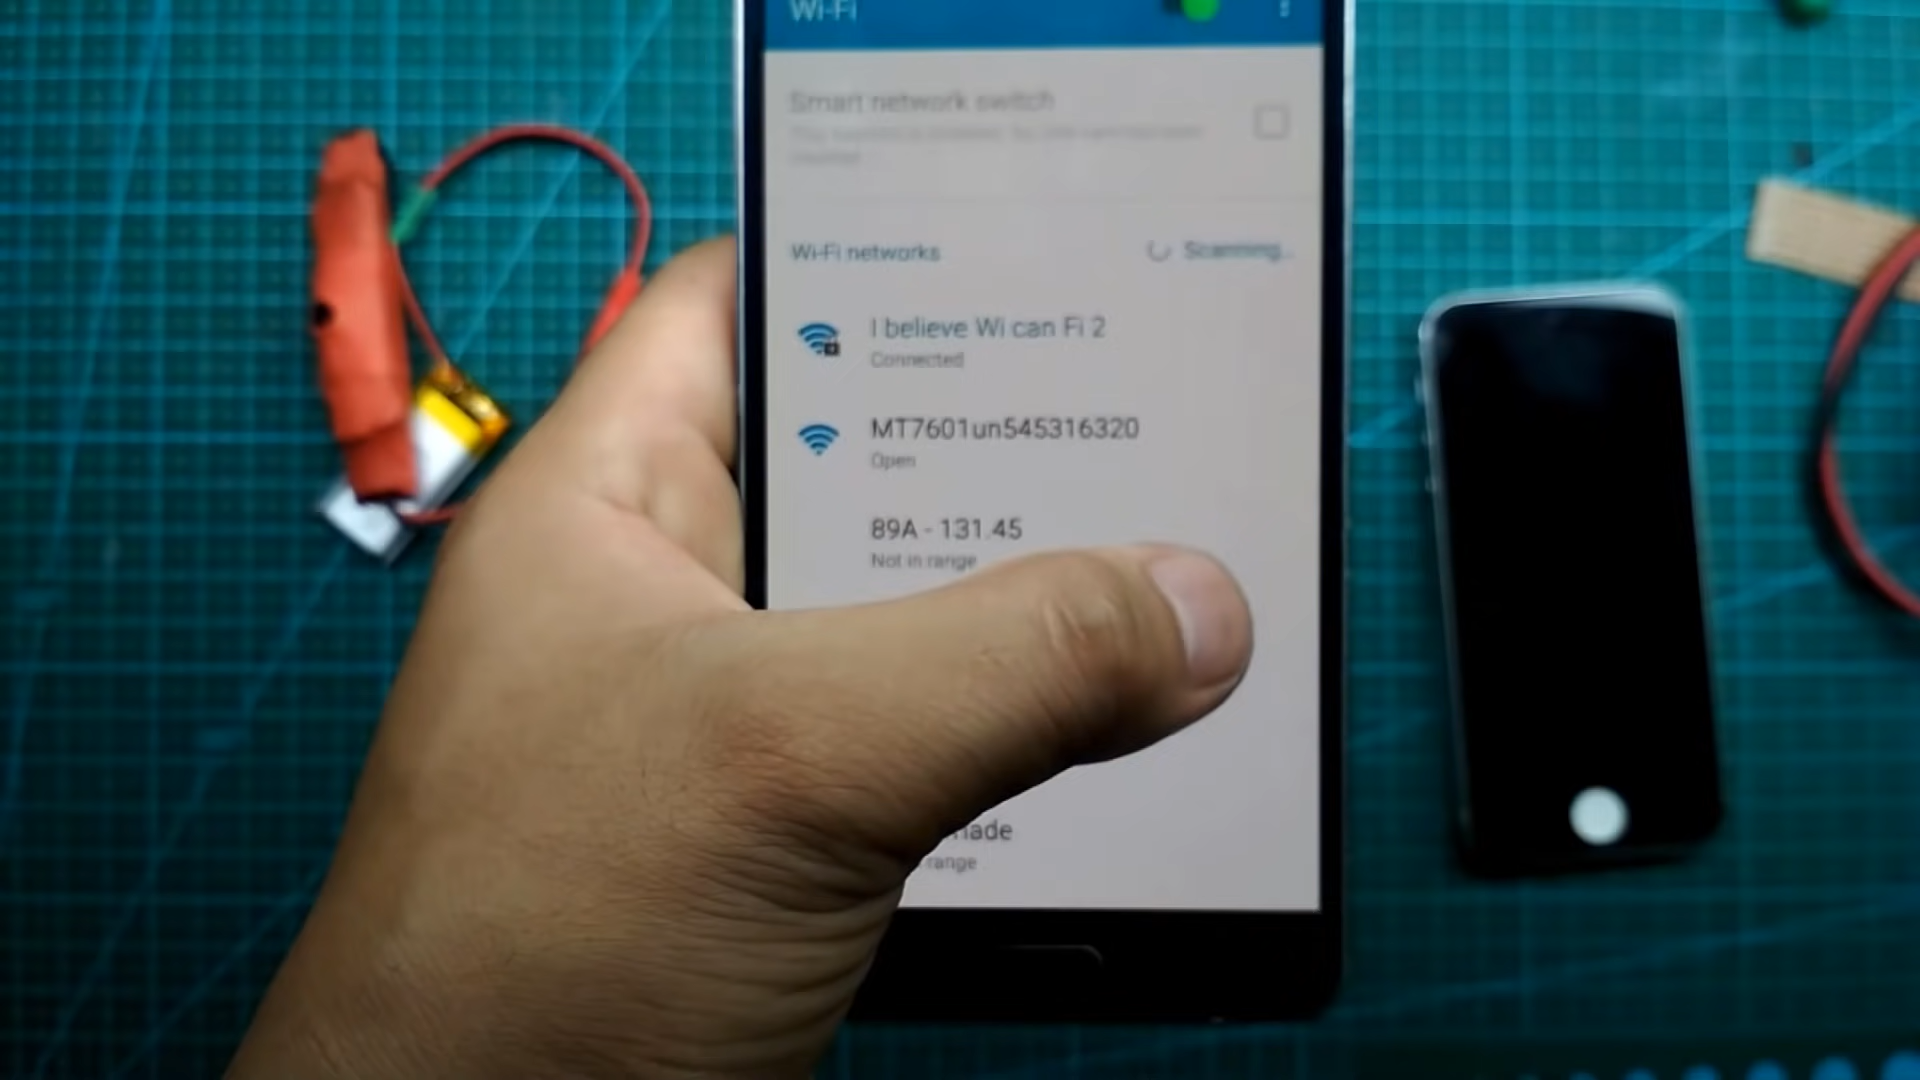 Wi-Fi
Smart network switch
Wi-Fi networks
Scanning...
I believe Wi can Fi 2
Connected
MT7601un545316320
Open
89A - 131.45
Not in range
range